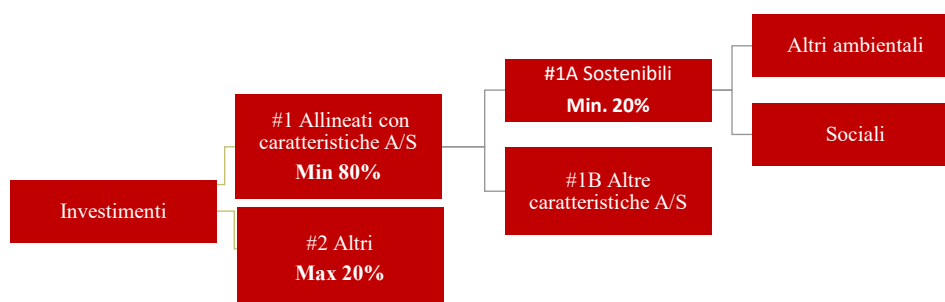 Investimenti
#1 Allineati con
caratteristiche A/S
Min 80%
#2 Altri
Max 20%
#1A Sostenibili
Min. 20%
#1B Altre
caratteristiche A/S
Altri ambientali
Sociali